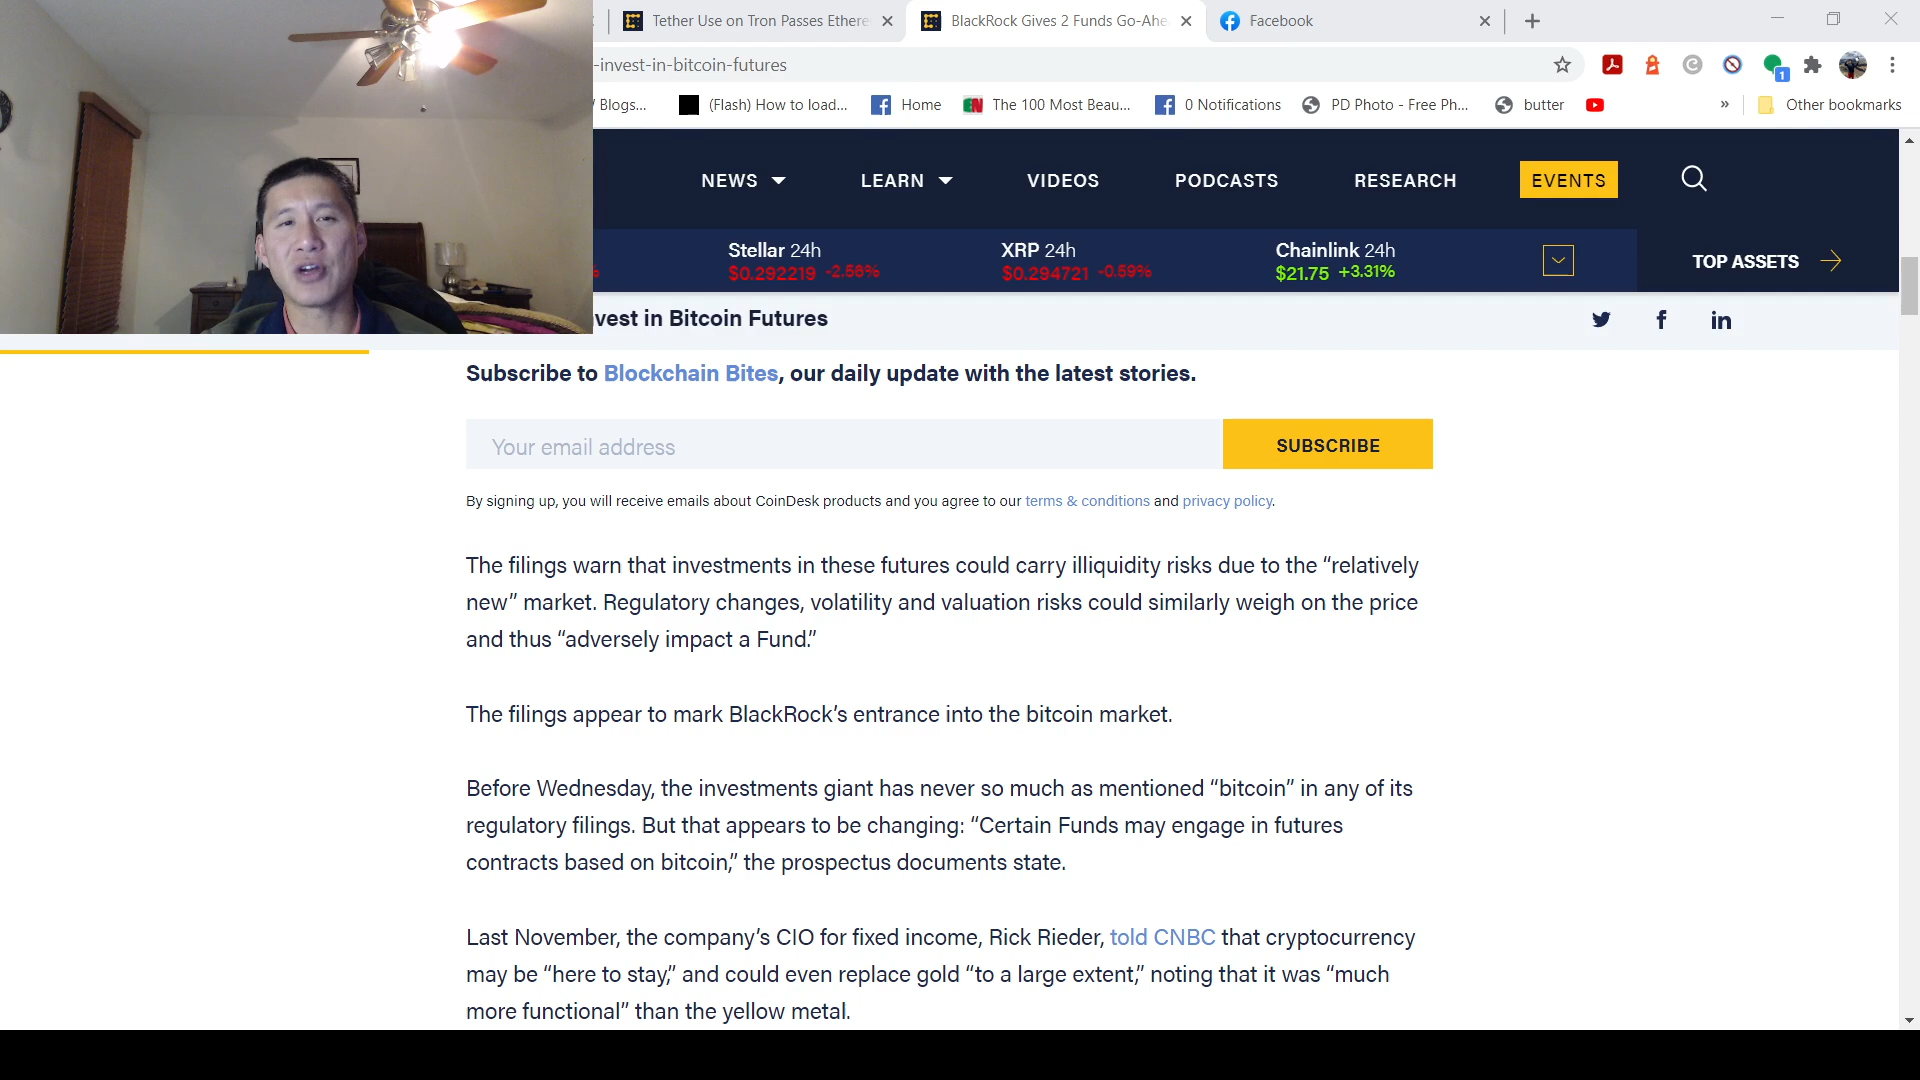 Tether Use on Tron Passes Ethere
BlackRock Gives 2 Funds Go-Ahe
Facebook
-invest-in-bitcoin-futures
1
Blogs...
(Flash) How to load...
Home
The 100 Most Beau...
0 Notifications
PD Photo - Free Ph...
butter
»
Other bookmarks
NEWS
LEARN
VIDEOS
PODCASTS
RESEARCH
EVENTS
Stellar 24h
$0.292219 -2.56%
XRP 24h
$0.294721 -0.59%
Chainlink 24h
$21.75 +3.31%
TOP ASSETS
vest in Bitcoin Futures
Subscribe to Blockchain Bites, our daily update with the latest stories.
Your email address
SUBSCRIBE
By signing up, you will receive emails about CoinDesk products and you agree to our terms & conditions and privacy policy.
The filings warn that investments in these futures could carry illiquidity risks due to the “relatively
new” market. Regulatory changes, volatility and valuation risks could similarly weigh on the price
and thus “adversely impact a Fund.”
The filings appear to mark BlackRock’s entrance into the bitcoin market.
Before Wednesday, the investments giant has never so much as mentioned “bitcoin” in any of its
regulatory filings. But that appears to be changing: “Certain Funds may engage in futures
contracts based on bitcoin,” the prospectus documents state.
Last November, the company’s CIO for fixed income, Rick Rieder, told CNBC that cryptocurrency
may be “here to stay,” and could even replace gold “to a large extent,” noting that it was “much
more functional” than the yellow metal.